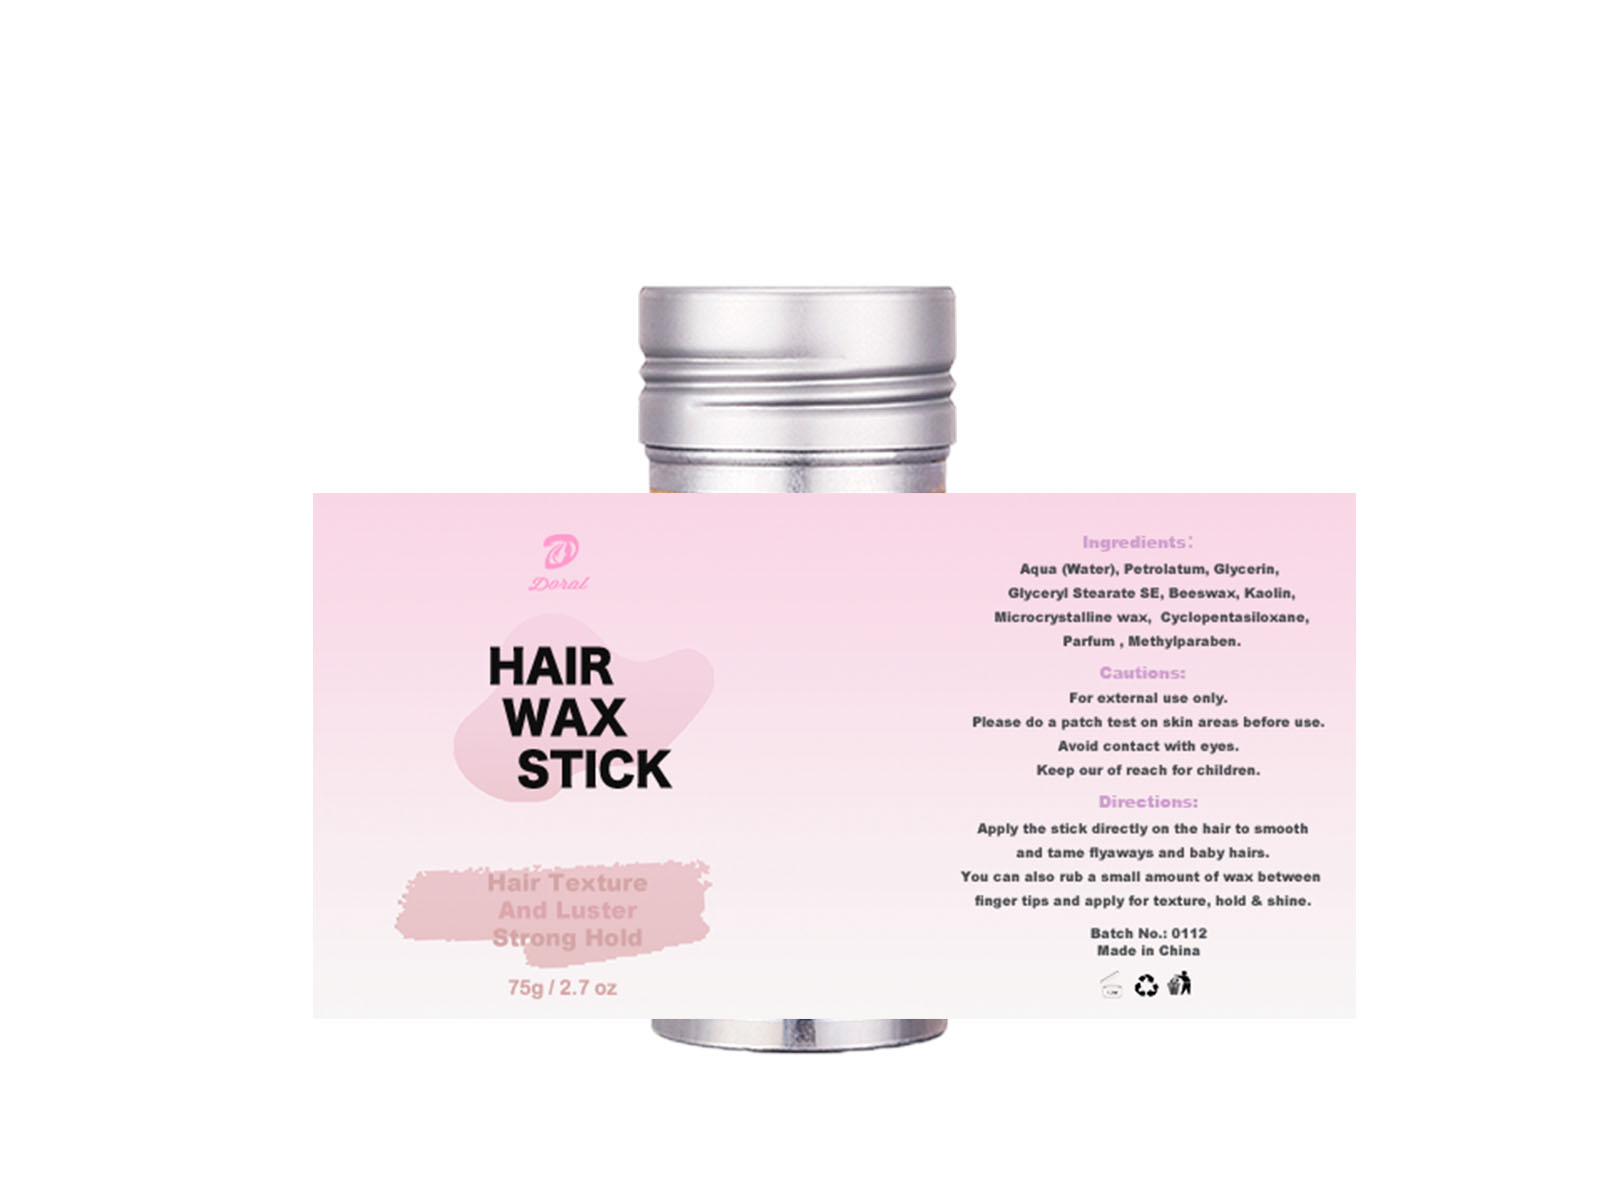 Doral
HAIR
WAX
STICK
Hair Texture
And Luster
Strong Hold
75g / 2.7 oz
Ingredients:
Aqua (Water), Petrolatum, Glycerin,
Glyceryl Stearate SE, Beeswax, Kaolin,
Microcrystalline wax,  Cyclopentasiloxane,
Parfum , Methylparaben.
Cautions:
For external use only.
Please do a patch test on skin areas before use.
Avoid contact with eyes.
Keep our of reach for children.
Directions:
Apply the stick directly on the hair to smooth
and tame flyaways and baby hairs.
You can also rub a small amount of wax between
finger tips and apply for texture, hold & shine.
Batch No.: 0112
Made in China